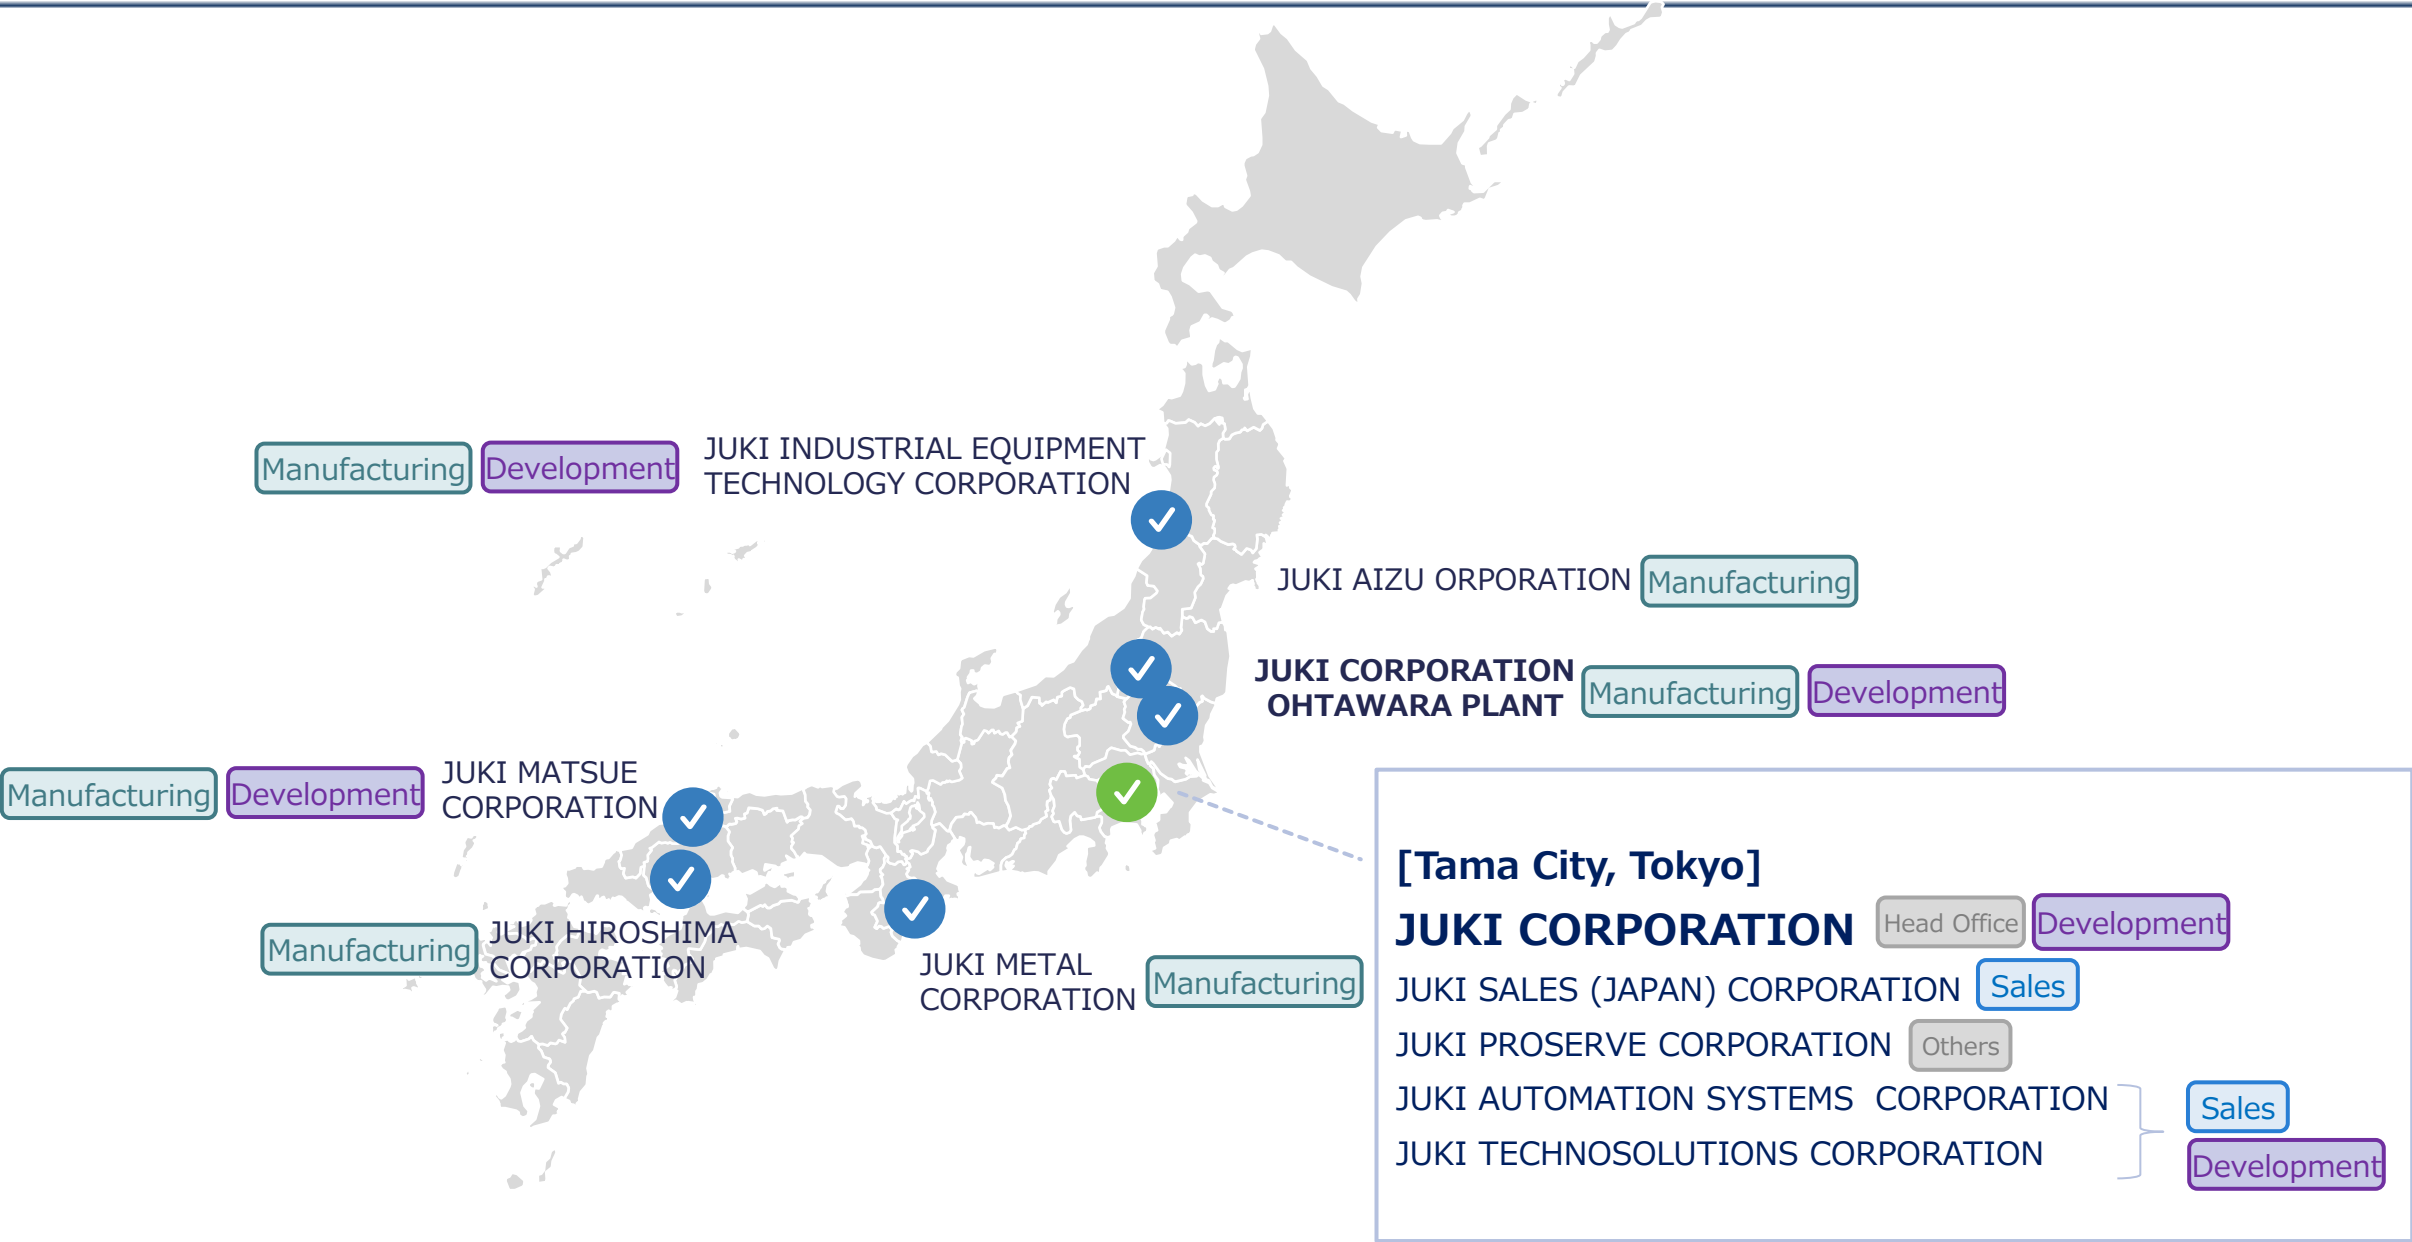 Manufacturing Development JUKI INDUSTRIAL EQUIPMENT
TECHNOLOGY CORPORATION
JUKI AIZU ORPORATION Manufacturing
JUKI CORPORATION
OHTAWARA PLANT Manufacturing Development
Manufacturing Development JUKI MATSUE
CORPORATION
Manufacturing JUKI HIROSHIMA
CORPORATION
JUKI METAL
CORPORATION Manufacturing
[Tama City, Tokyo]
JUKI CORPORATION Head Office Development
JUKI SALES (JAPAN) CORPORATION Sales
JUKI PROSERVE CORPORATION Others
JUKI AUTOMATION SYSTEMS CORPORATION Sales
JUKI TECHNOSOLUTIONS CORPORATION Development